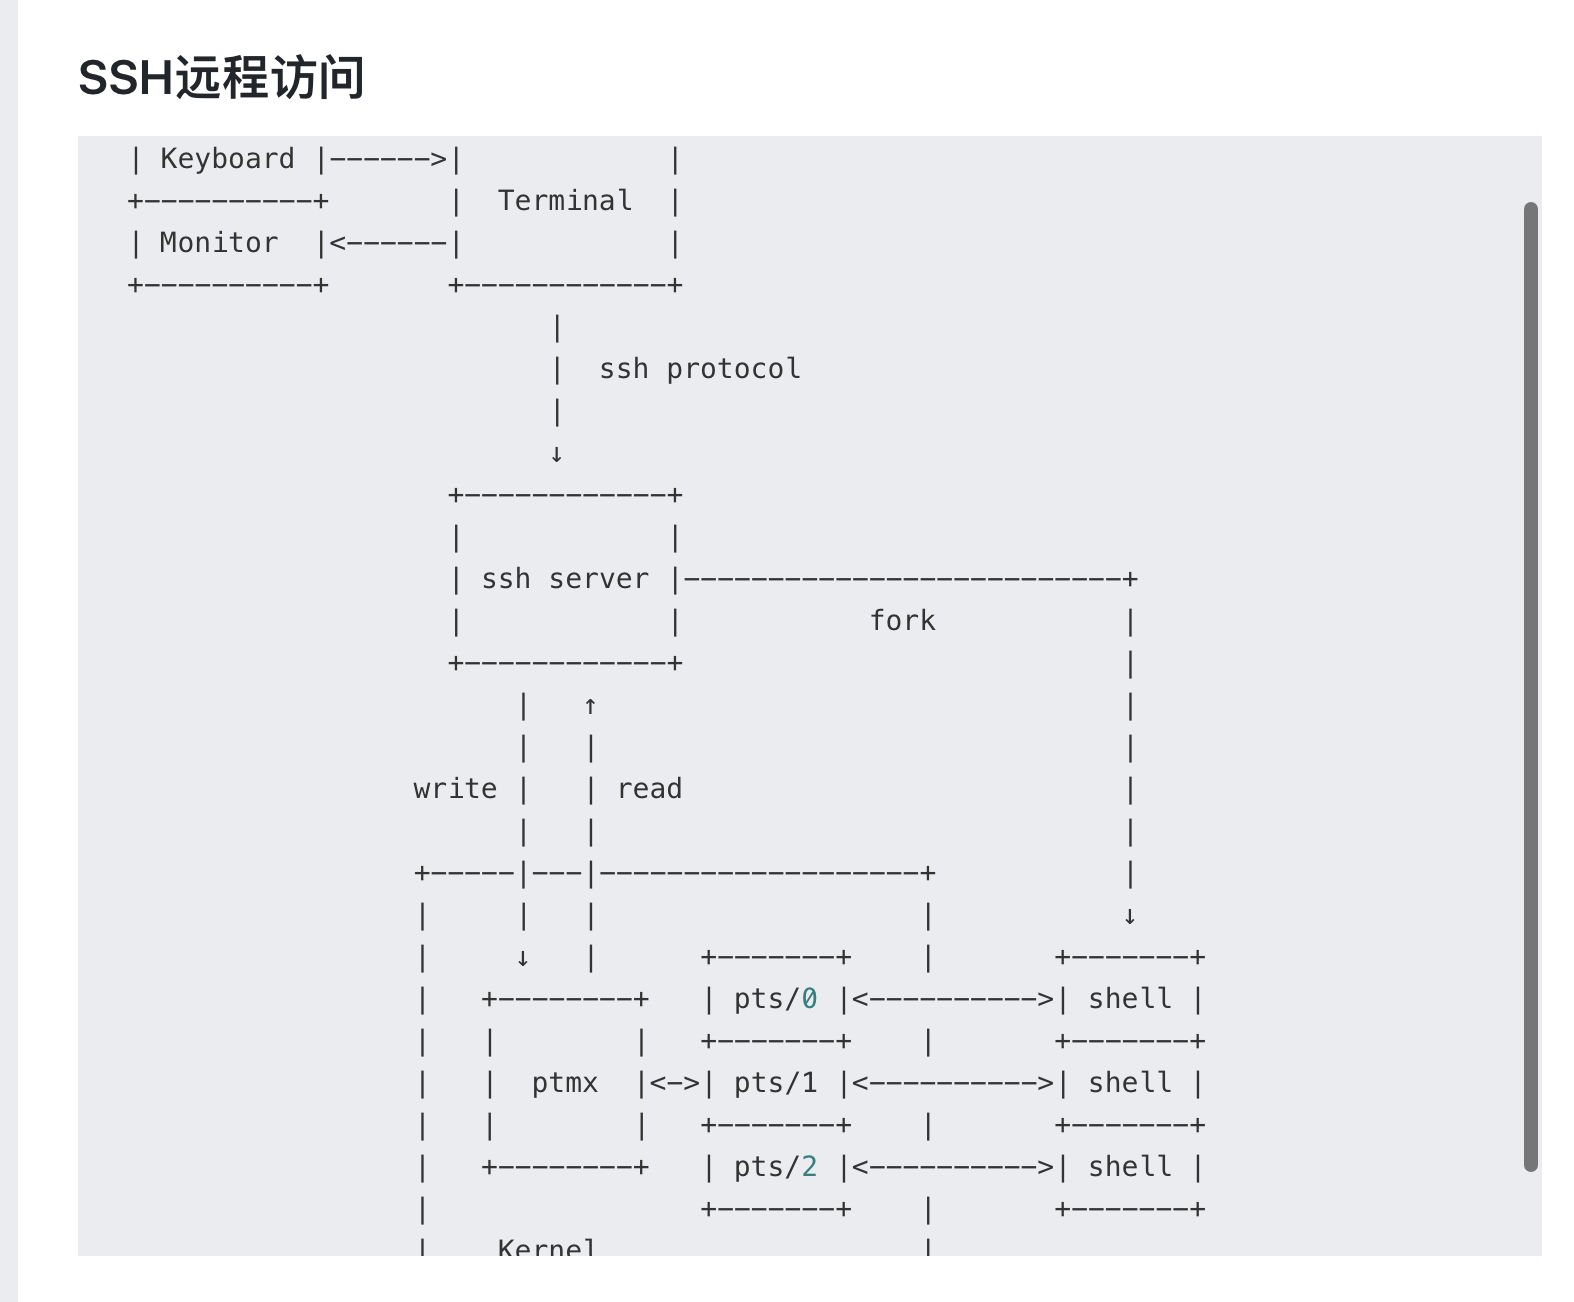 SSH远程访问
| Keyboard |------>|            |
+----------+       |  Terminal  |
| Monitor  |<------|            |
+----------+       +------------+
                         |
                         |  ssh protocol
                         |
                         ↓
                   +------------+
                   |            |
                   | ssh server |--------------------------+
                   |            |           fork           |
                   +------------+                          |
                       |   ↑                               |
                       |   |                               |
                 write |   | read                          |
                       |   |                               |
                 +-----|---|-------------------+           |
                 |     |   |                   |           ↓
                 |     ↓   |      +-------+    |       +-------+
                 |   +--------+   | pts/0 |<---------->| shell |
                 |   |        |   +-------+    |       +-------+
                 |   |  ptmx  |<->| pts/1 |<---------->| shell |
                 |   |        |   +-------+    |       +-------+
                 |   +--------+   | pts/2 |<---------->| shell |
                 |                +-------+    |       +-------+
                 |    Kernel                   |